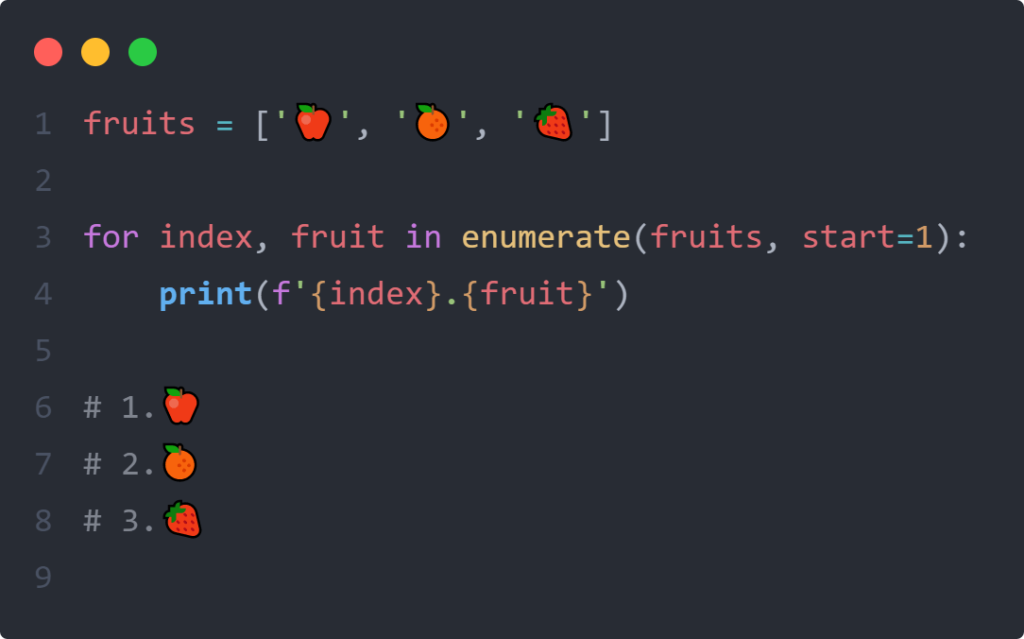 1 fruits = ['🍎', '🍊', '🍓']
2
3 for index, fruit in enumerate(fruits, start=1):
4     print(f'{index}.{fruit}')
5
6 # 1.🍎
7 # 2.🍊
8 # 3.🍓
9